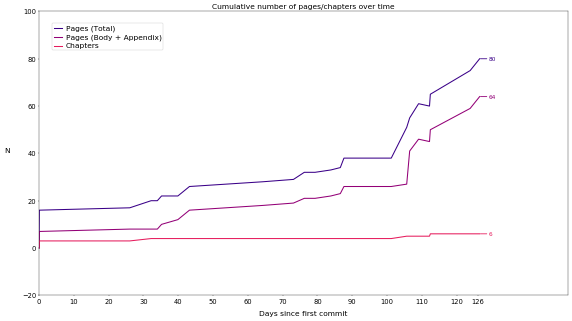 Cumulative number of pages/chapters over time
100
Pages (Total)
Pages (Body + Appendix)
Chapters
80
80
64
60
N
40
20
6
0
−20
0 10 20 30 40 50 60 70 80 90 100 110 120 126
Days since first commit